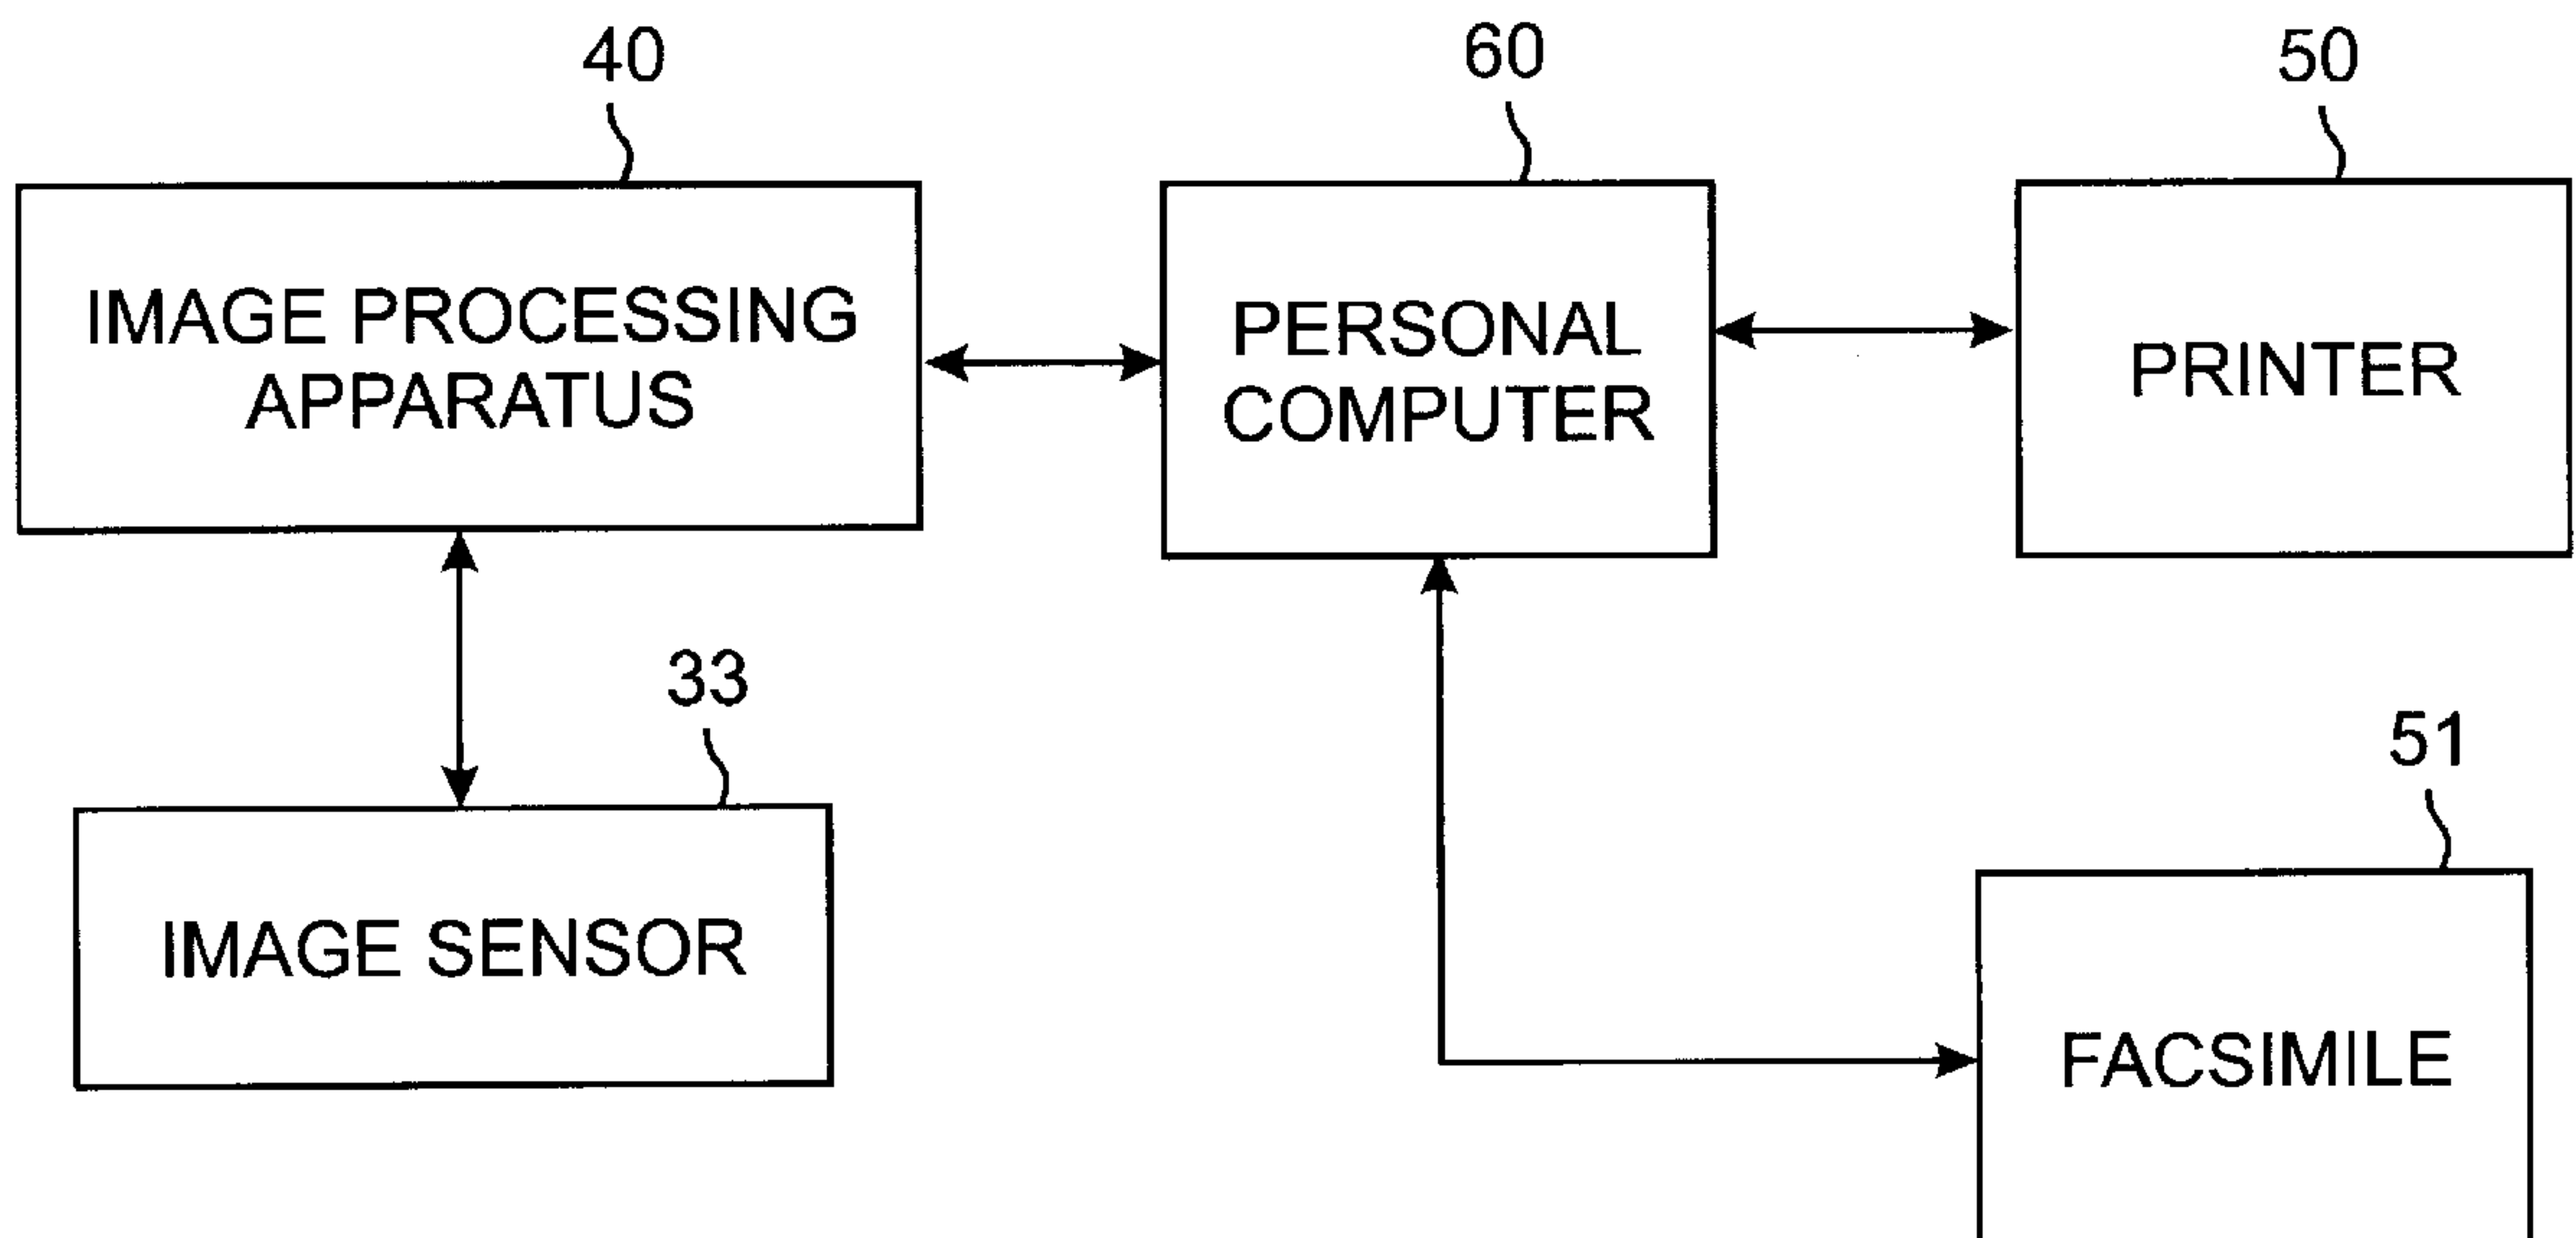 40
60
50
IMAGE PROCESSING
APPARATUS
PERSONAL
COMPUTER
PRINTER
33
51
IMAGE SENSOR
FACSIMILE